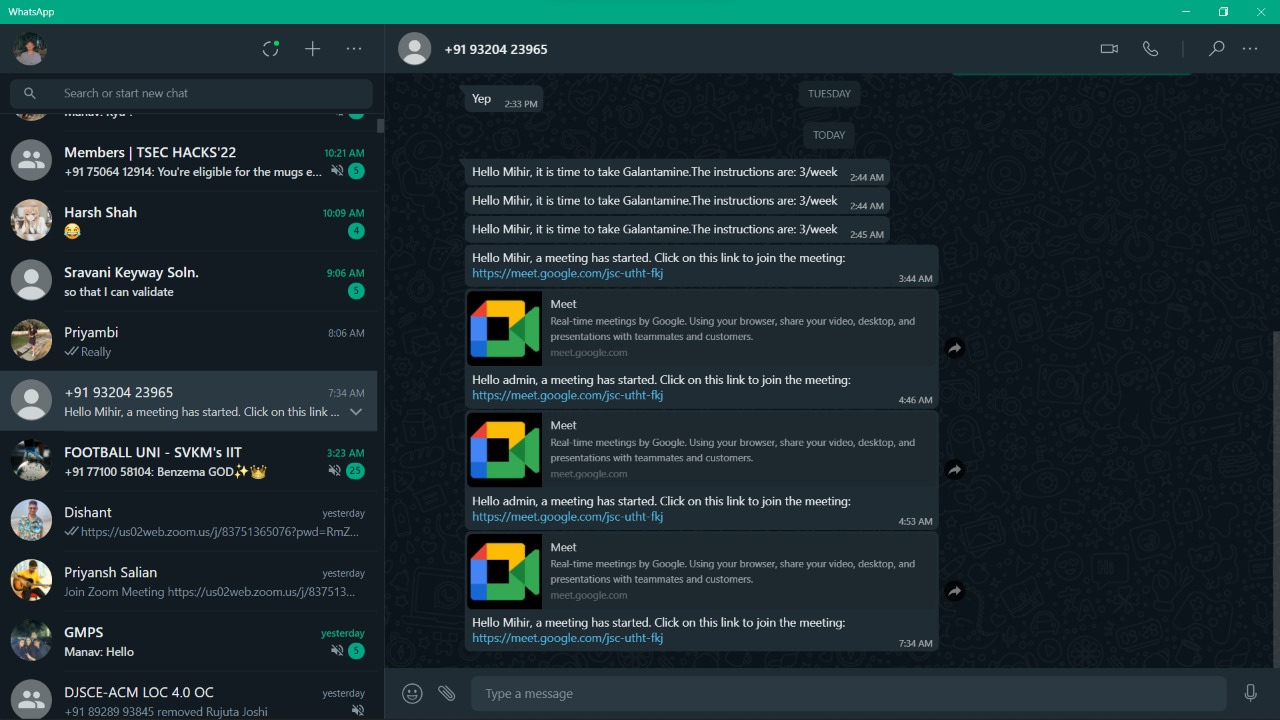 WhatsApp
Search or start new chat
Members | TSEC HACKS'22
10:21 AM
+91 75064 12914: You're eligible for the mugs e...
5
Harsh Shah
10:09 AM
😂
4
Sravani Keyway Soln.
9:06 AM
so that I can validate
5
Priyambi
8:06 AM
Really
+91 93204 23965
7:34 AM
Hello Mihir, a meeting has started. Click on this link ...
FOOTBALL UNI - SVKM's IIT
3:23 AM
+91 77100 58104: Benzema GOD✨👑
25
Dishant
yesterday
https://us02web.zoom.us/j/83751365076?pwd=RmZ...
Priyansh Salian
yesterday
Join Zoom Meeting https://us02web.zoom.us/j/837513...
GMPS
yesterday
Manav: Hello
5
DJSCE-ACM LOC 4.0 OC
yesterday
+91 89289 93845 removed Rujuta Joshi
+91 93204 23965
Yep
2:33 PM
TUESDAY
TODAY
Hello Mihir, it is time to take Galantamine.The instructions are: 3/week
2:44 AM
Hello Mihir, it is time to take Galantamine.The instructions are: 3/week
2:44 AM
Hello Mihir, it is time to take Galantamine.The instructions are: 3/week
2:45 AM
Hello Mihir, a meeting has started. Click on this link to join the meeting:
https://meet.google.com/jsc-utht-fkj
3:44 AM
Meet
Real-time meetings by Google. Using your browser, share your video, desktop, and
presentations with teammates and customers.
meet.google.com
Hello admin, a meeting has started. Click on this link to join the meeting:
https://meet.google.com/jsc-utht-fkj
4:46 AM
Meet
Real-time meetings by Google. Using your browser, share your video, desktop, and
presentations with teammates and customers.
meet.google.com
Hello admin, a meeting has started. Click on this link to join the meeting:
https://meet.google.com/jsc-utht-fkj
4:53 AM
Meet
Real-time meetings by Google. Using your browser, share your video, desktop, and
presentations with teammates and customers.
meet.google.com
Hello Mihir, a meeting has started. Click on this link to join the meeting:
https://meet.google.com/jsc-utht-fkj
7:34 AM
Type a message